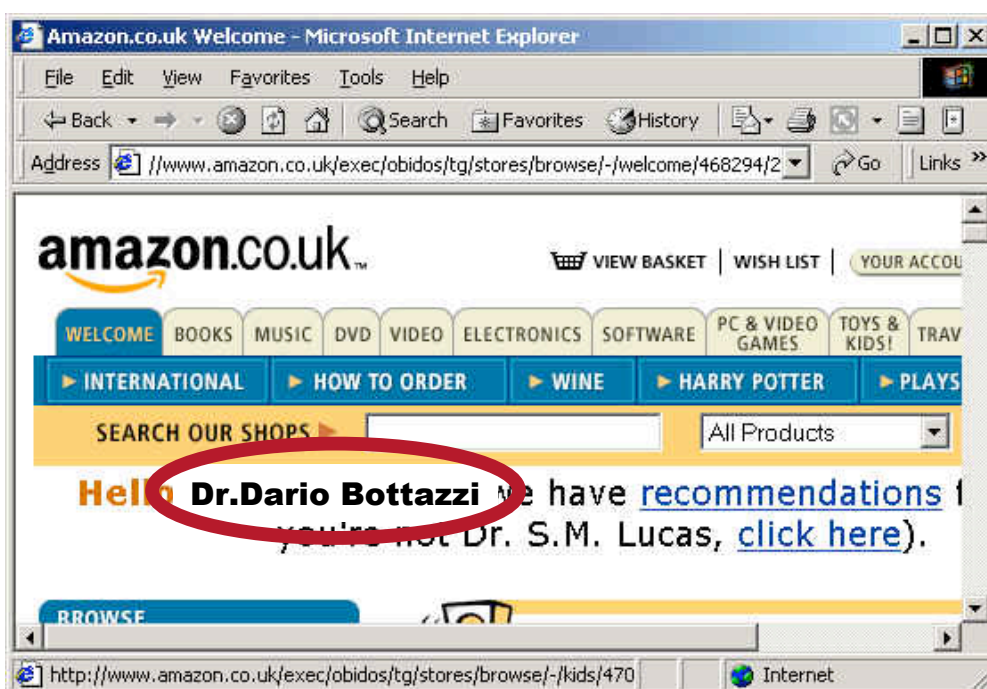 Amazon.co.uk Welcome - Microsoft Internet Explorer
File Edit View Favorites Tools Help
Back Search Favorites History
Address //www.amazon.co.uk/exec/obidos/tg/stores/browse/-/welcome/468294/2 Go Links »
amazon.co.uk™
VIEW BASKET | WISH LIST | YOUR ACCOU
WELCOME BOOKS MUSIC DVD VIDEO ELECTRONICS SOFTWARE PC & VIDEO GAMES TOYS & KIDS! TRAV
INTERNATIONAL HOW TO ORDER WINE HARRY POTTER PLAYS
SEARCH OUR SHOPS All Products
Hello Dr.Dario Bottazzi we have recommendations f
you're not Dr. S.M. Lucas, click here).
BROWSE
http://www.amazon.co.uk/exec/obidos/tg/stores/browse/-/kids/470 Internet